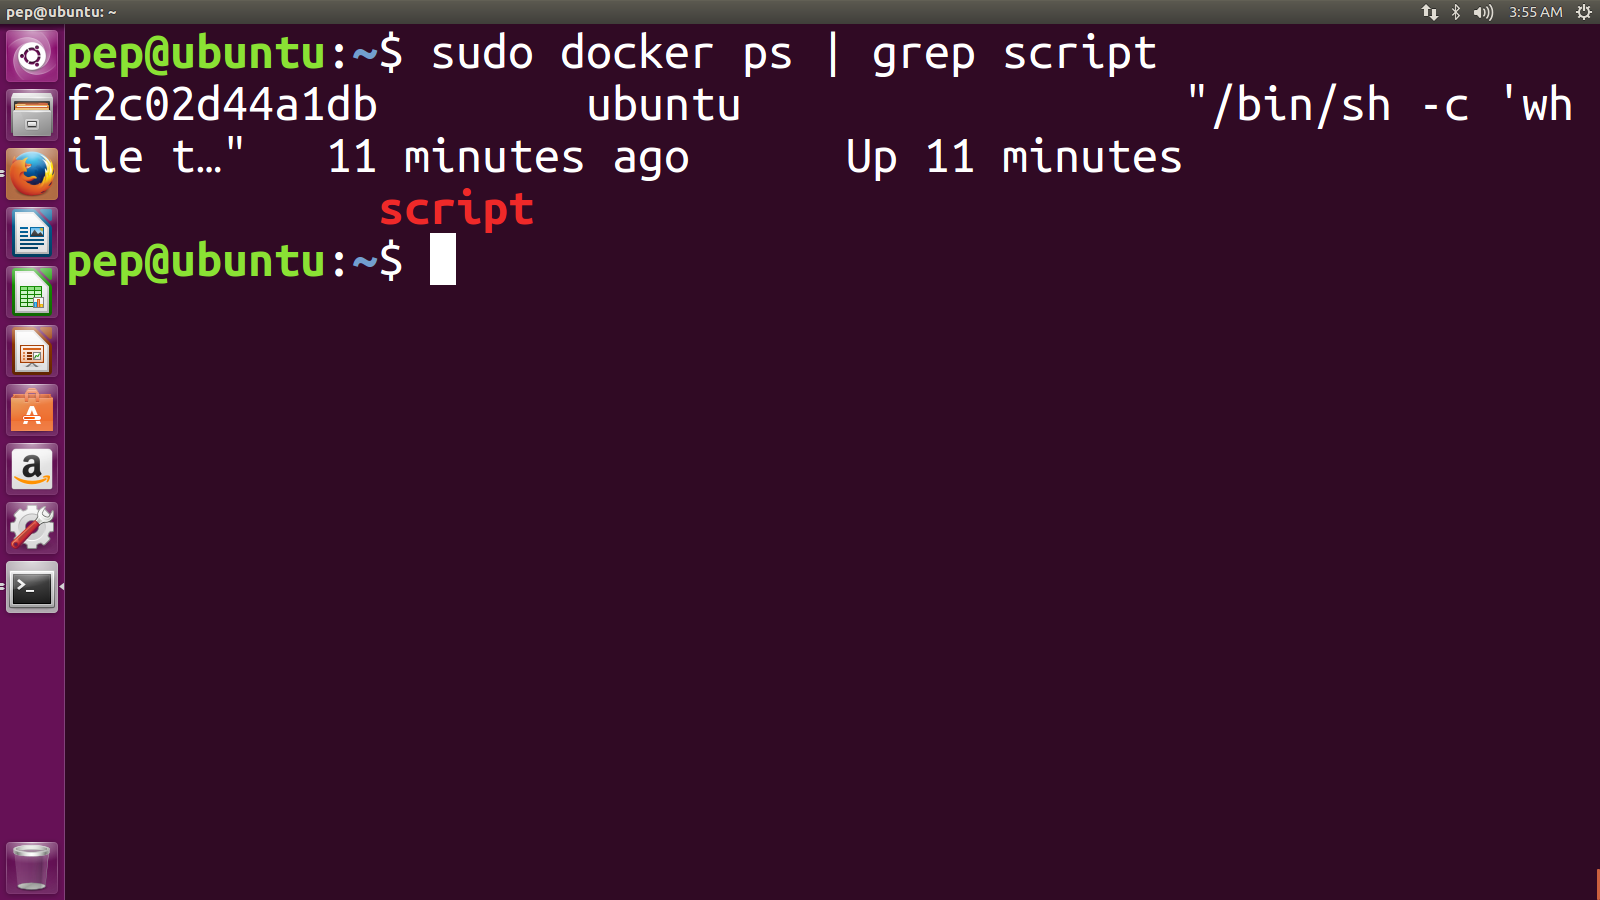 pep@ubuntu: ~
3:55 AM
pep@ubuntu:~$ sudo docker ps | grep script
f2c02d44a1db        ubuntu                 "/bin/sh -c 'wh
ile t…"   11 minutes ago      Up 11 minutes
            script
pep@ubuntu:~$